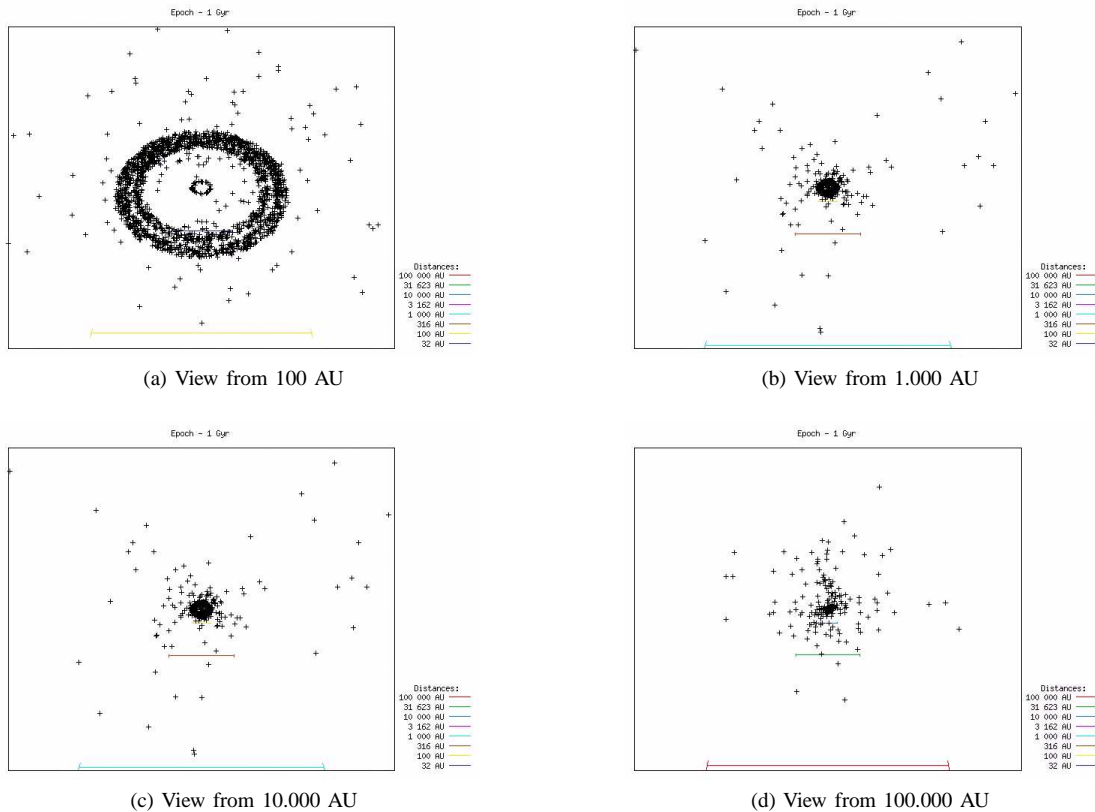 Epoch - 1 Gyr
Distances:
100 000 AU
31 623 AU
10 000 AU
3 162 AU
1 000 AU
316 AU
100 AU
32 AU
(a) View from 100 AU
Epoch - 1 Gyr
Distances:
100 000 AU
31 623 AU
10 000 AU
3 162 AU
1 000 AU
316 AU
100 AU
32 AU
(b) View from 1.000 AU
Epoch - 1 Gyr
Distances:
100 000 AU
31 623 AU
10 000 AU
3 162 AU
1 000 AU
316 AU
100 AU
32 AU
(c) View from 10.000 AU
Epoch - 1 Gyr
Distances:
100 000 AU
31 623 AU
10 000 AU
3 162 AU
1 000 AU
316 AU
100 AU
32 AU
(d) View from 100.000 AU